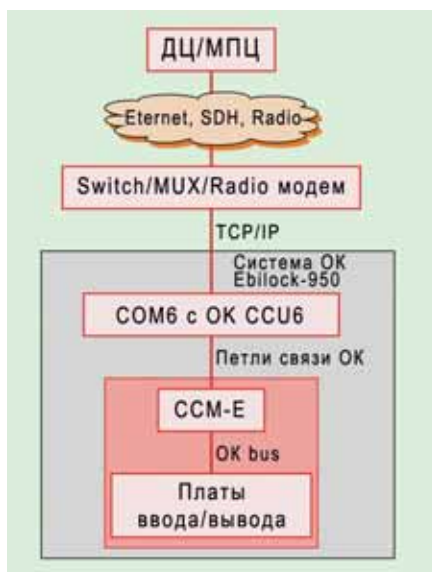 ДЦ/МПЦ
Eternet, SDH, Radio
Switch/MUX/Radio модем
TCP/IP
Система ОК
Ebilock-950
COM6 с ОК CCU6
Петли связи ОК
CCM-E
OK bus
Платы
ввода/вывода